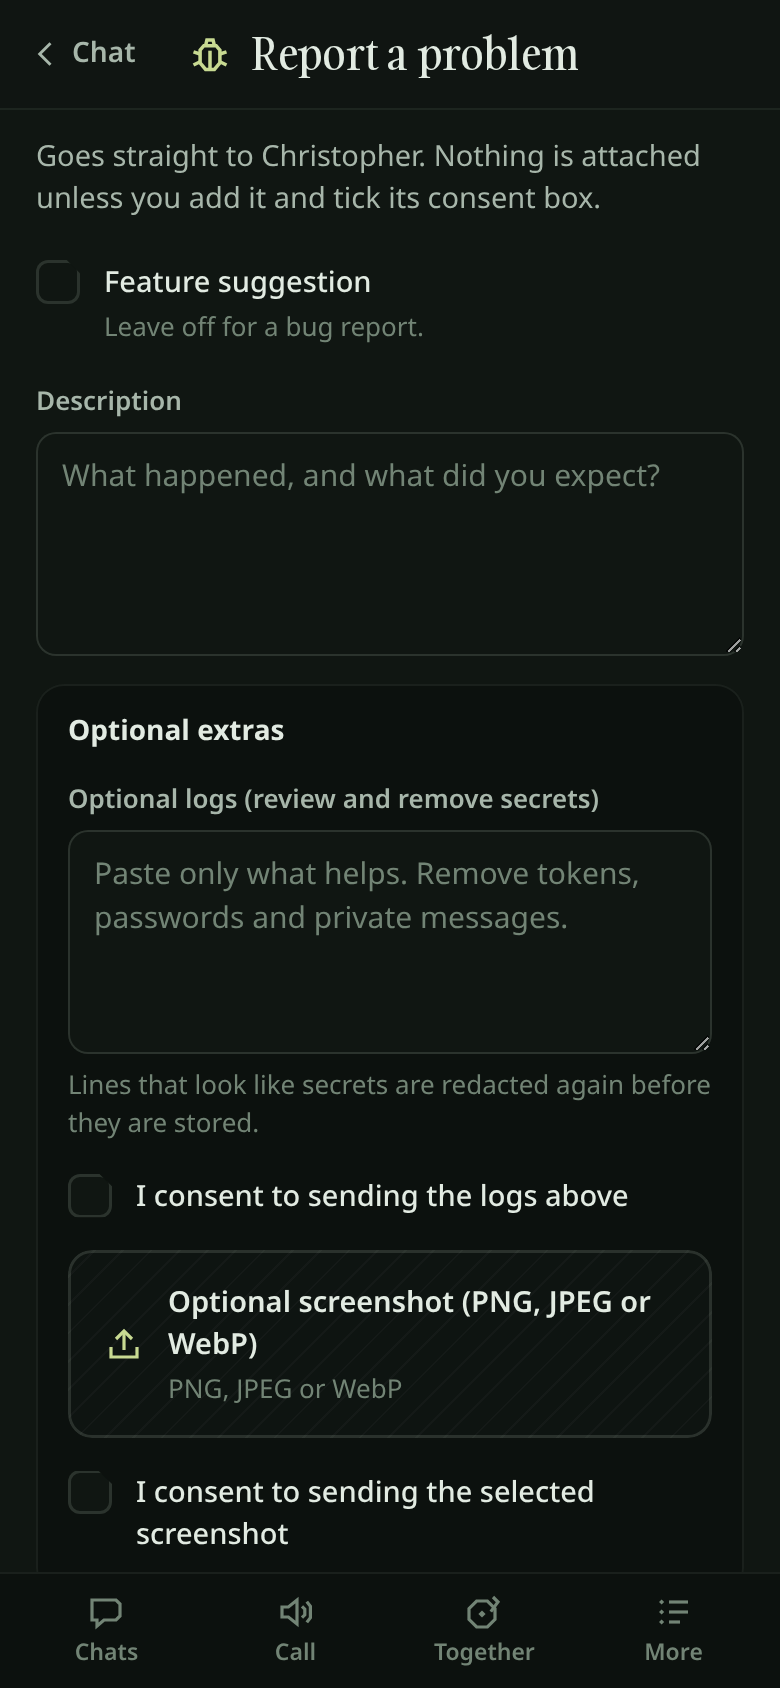 Chat
Report a problem
Goes straight to Christopher. Nothing is attached
unless you add it and tick its consent box.
Feature suggestion
Leave off for a bug report.
Description
What happened, and what did you expect?
Optional extras
Optional logs (review and remove secrets)
Paste only what helps. Remove tokens,
passwords and private messages.
Lines that look like secrets are redacted again before
they are stored.
I consent to sending the logs above
Optional screenshot (PNG, JPEG or
WebP)
PNG, JPEG or WebP
I consent to sending the selected
screenshot
Chats
Call
Together
More